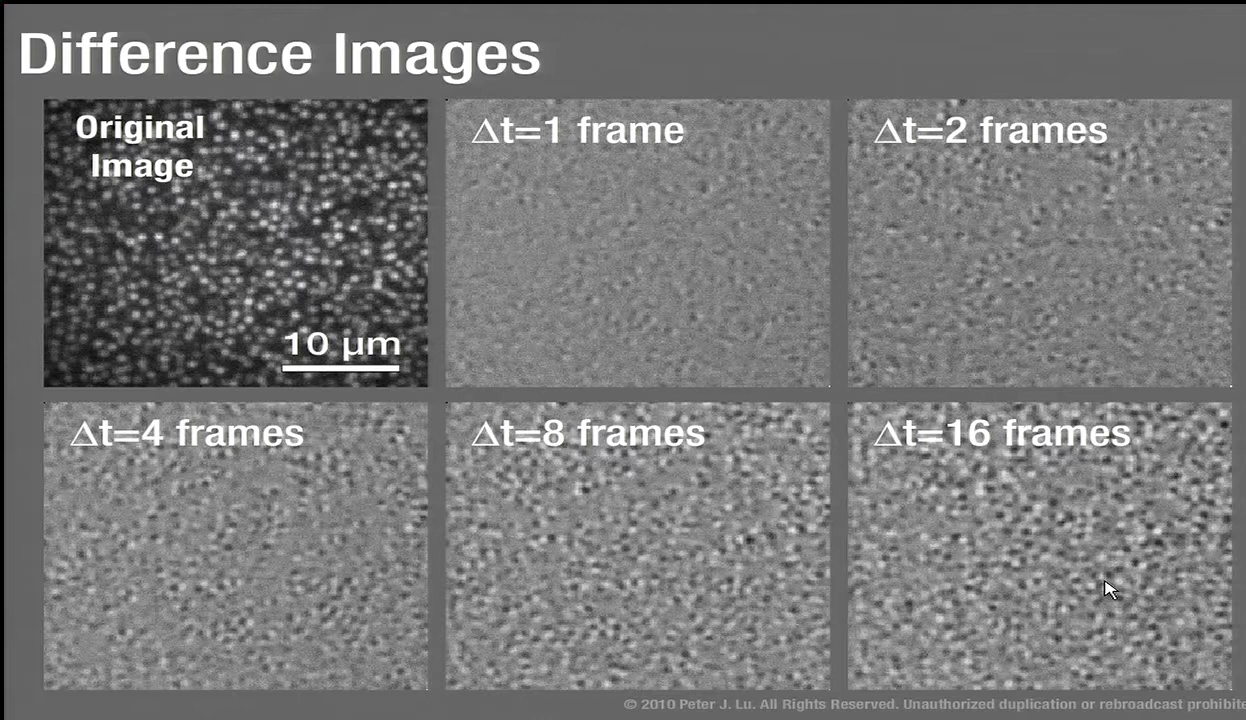 Difference Images
Original
Image
10 µm
Δt=1 frame
Δt=2 frames
Δt=4 frames
Δt=8 frames
Δt=16 frames
© 2010 Peter J. Lu. All Rights Reserved. Unauthorized duplication or rebroadcast prohibite